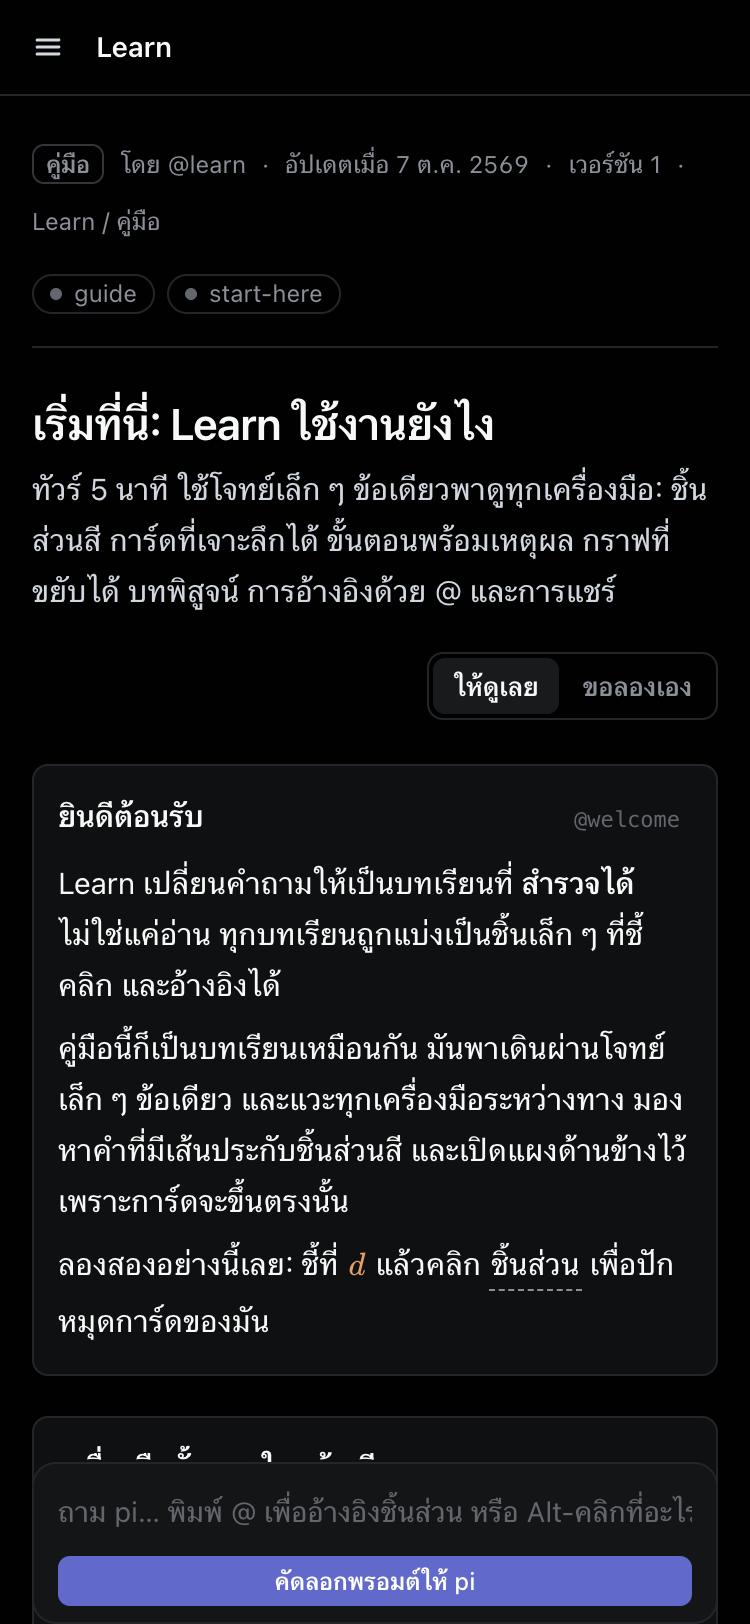 Learn
คู่มือ โดย @learn · อัปเดตเมื่อ 7 ต.ค. 2569 · เวอร์ชัน 1 ·
Learn / คู่มือ
guide start-here
เริ่มที่นี่: Learn ใช้งานยังไง
ทัวร์ 5 นาที ใช้โจทย์เล็ก ๆ ข้อเดียวพาดูทุกเครื่องมือ: ชิ้น
ส่วนสี การ์ดที่เจาะลึกได้ ขั้นตอนพร้อมเหตุผล กราฟที่
ขยับได้ บทพิสูจน์ การอ้างอิงด้วย @ และการแชร์
ให้ดูเลย ขอลองเอง
ยินดีต้อนรับ @welcome
Learn เปลี่ยนคำถามให้เป็นบทเรียนที่ สำรวจได้
ไม่ใช่แค่อ่าน ทุกบทเรียนถูกแบ่งเป็นชิ้นเล็ก ๆ ที่ชี้
คลิก และอ้างอิงได้
คู่มือนี้ก็เป็นบทเรียนเหมือนกัน มันพาเดินผ่านโจทย์
เล็ก ๆ ข้อเดียว และแวะทุกเครื่องมือระหว่างทาง มอง
หาคำที่มีเส้นประกับชิ้นส่วนสี และเปิดแผงด้านข้างไว้
เพราะการ์ดจะขึ้นตรงนั้น
ลองสองอย่างนี้เลย: ชี้ที่ d แล้วคลิก ชิ้นส่วน เพื่อปัก
หมุดการ์ดของมัน
ถาม pi... พิมพ์ @ เพื่ออ้างอิงชิ้นส่วน หรือ Alt-คลิกที่อะไร
คัดลอกพรอมต์ให้ pi